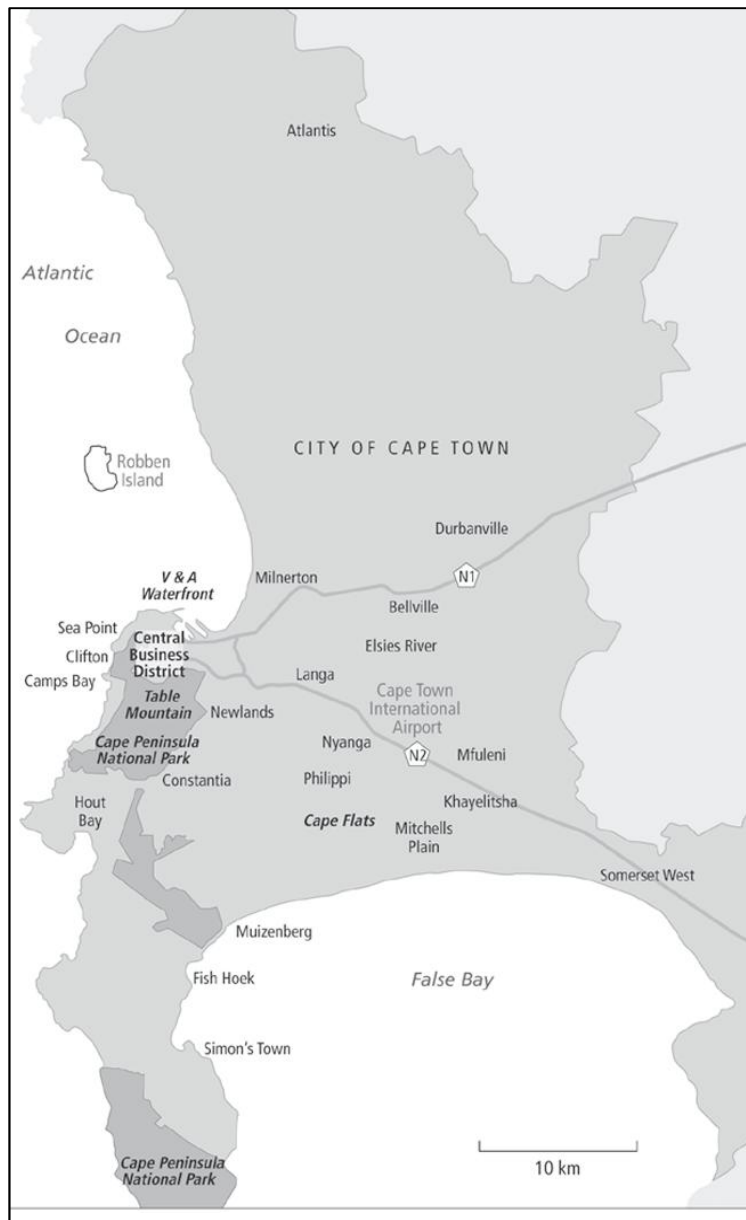 Atlantis
Atlantic
Ocean
CITY OF CAPE TOWN
Robben
Island
Durbanville
N1
V & A
Waterfront
Milnerton
Bellville
Sea Point
Central
Business
District
Elsies River
Clifton
Camps Bay
Langa
Table
Mountain
Newlands
Cape Town
International
Airport
Cape Peninsula
National Park
Nyanga
N2
Mfuleni
Constantia
Philippi
Hout
Bay
Khayelitsha
Cape Flats
Mitchells
Plain
Somerset West
Muizenberg
Fish Hoek
False Bay
Simon's Town
Cape Peninsula
National Park
10 km